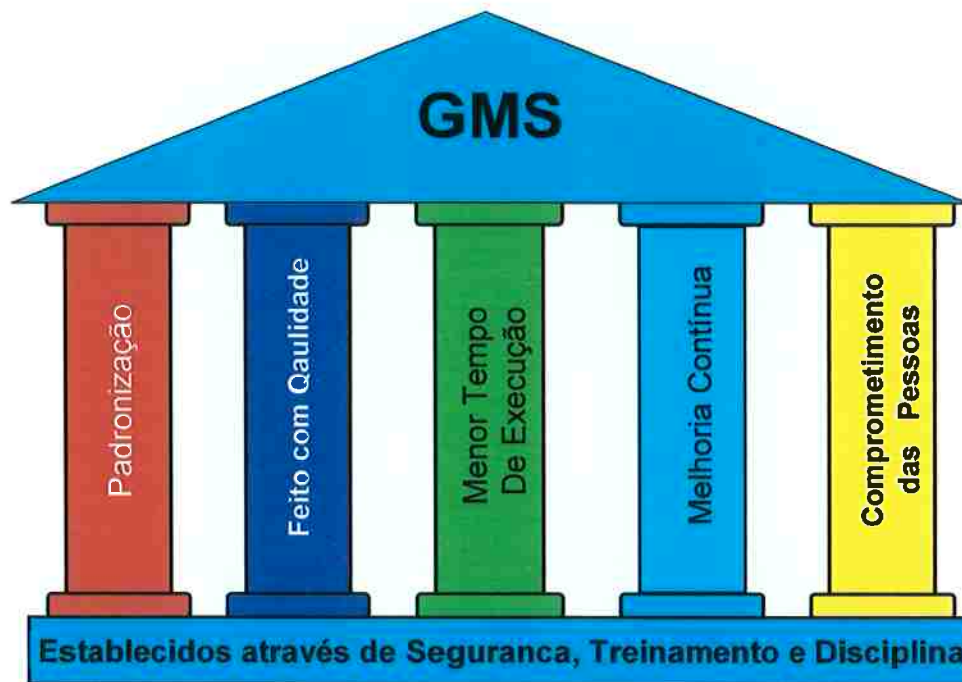 GMS
Padronização
Feito com Qaulidade
Menor Tempo
De Execução
Melhoria Contínua
Comprometimento
das Pessoas
Establecidos através de Seguranca, Treinamento e Disciplina